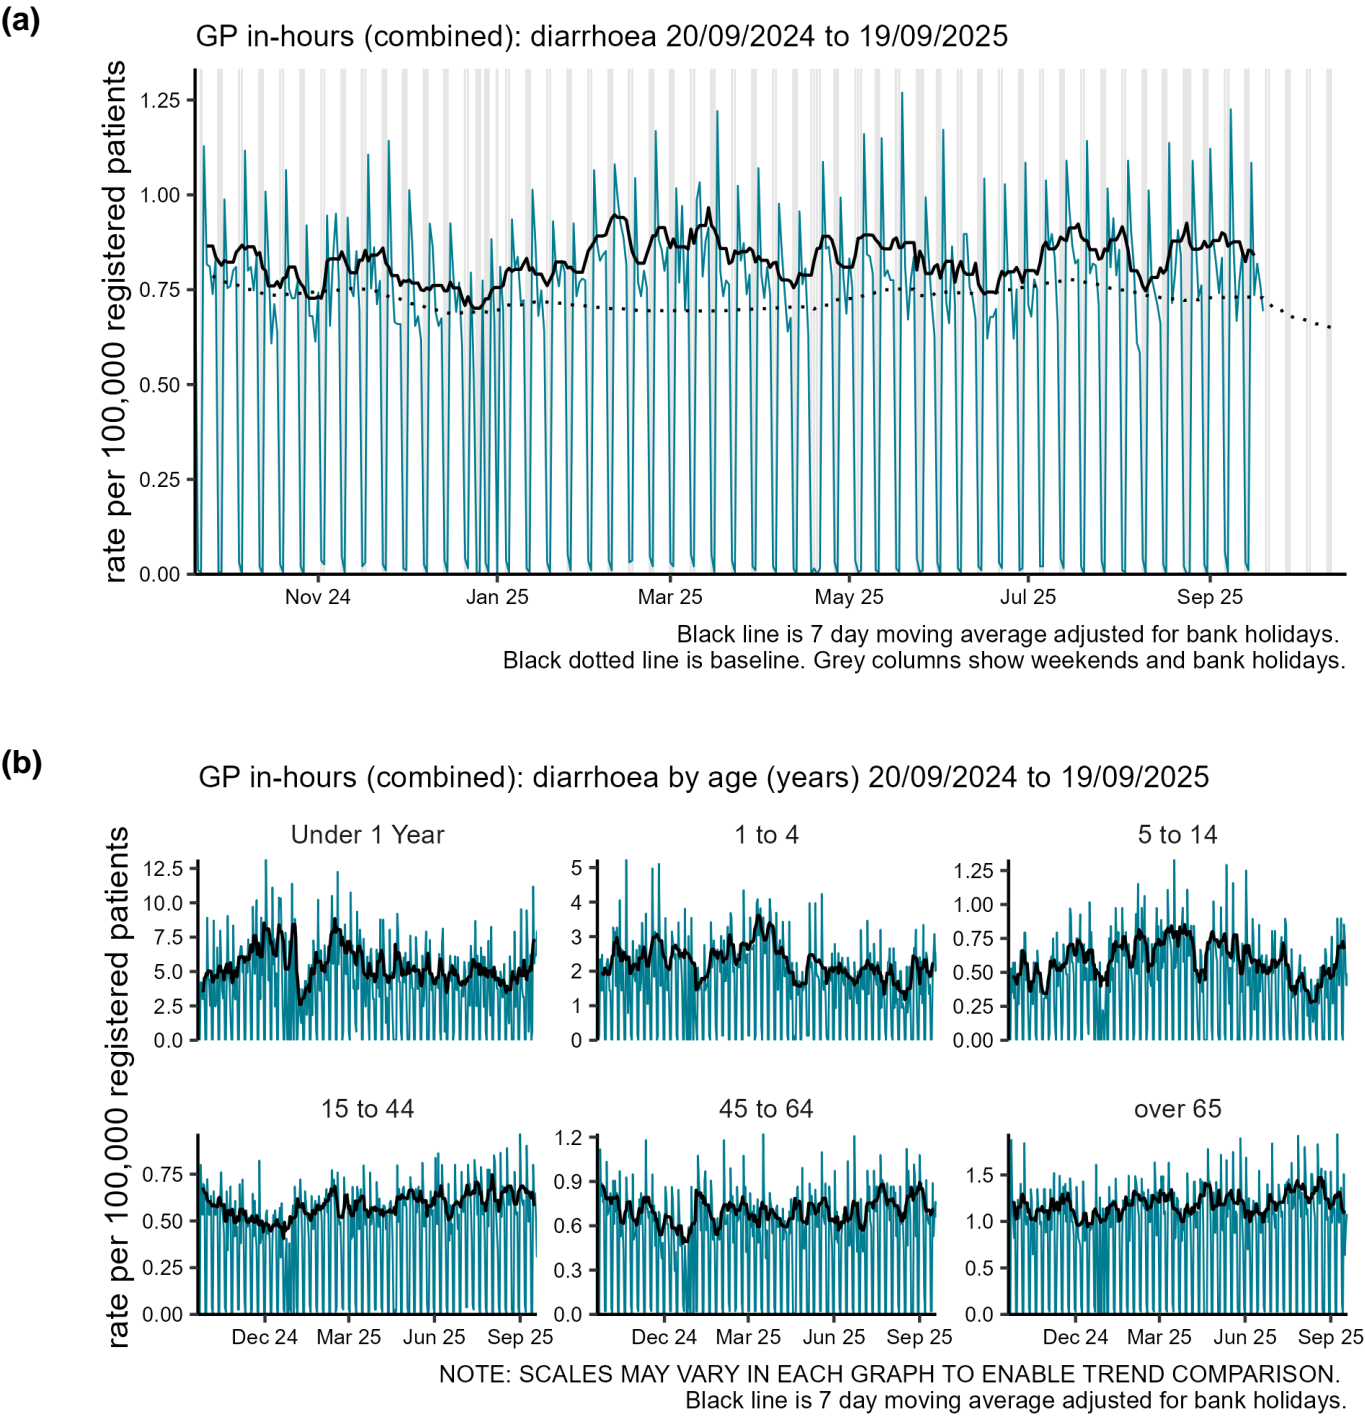 (a)
GP in-hours (combined): diarrhoea 20/09/2024 to 19/09/2025
rate per 100,000 registered patients
1.25
1.00
0.75
0.50
0.25
0.00
Nov 24 Jan 25 Mar 25 May 25 Jul 25 Sep 25
Black line is 7 day moving average adjusted for bank holidays.
Black dotted line is baseline. Grey columns show weekends and bank holidays.
(b)
GP in-hours (combined): diarrhoea by age (years) 20/09/2024 to 19/09/2025
rate per 100,000 registered patients
Under 1 Year
12.5
10.0
7.5
5.0
2.5
0.0
1 to 4
5
4
3
2
1
0
5 to 14
1.25
1.00
0.75
0.50
0.25
0.00
15 to 44
0.75
0.50
0.25
0.00
Dec 24 Mar 25 Jun 25 Sep 25
45 to 64
1.2
0.9
0.6
0.3
0.0
Dec 24 Mar 25 Jun 25 Sep 25
over 65
1.5
1.0
0.5
0.0
Dec 24 Mar 25 Jun 25 Sep 25
NOTE: SCALES MAY VARY IN EACH GRAPH TO ENABLE TREND COMPARISON.
Black line is 7 day moving average adjusted for bank holidays.